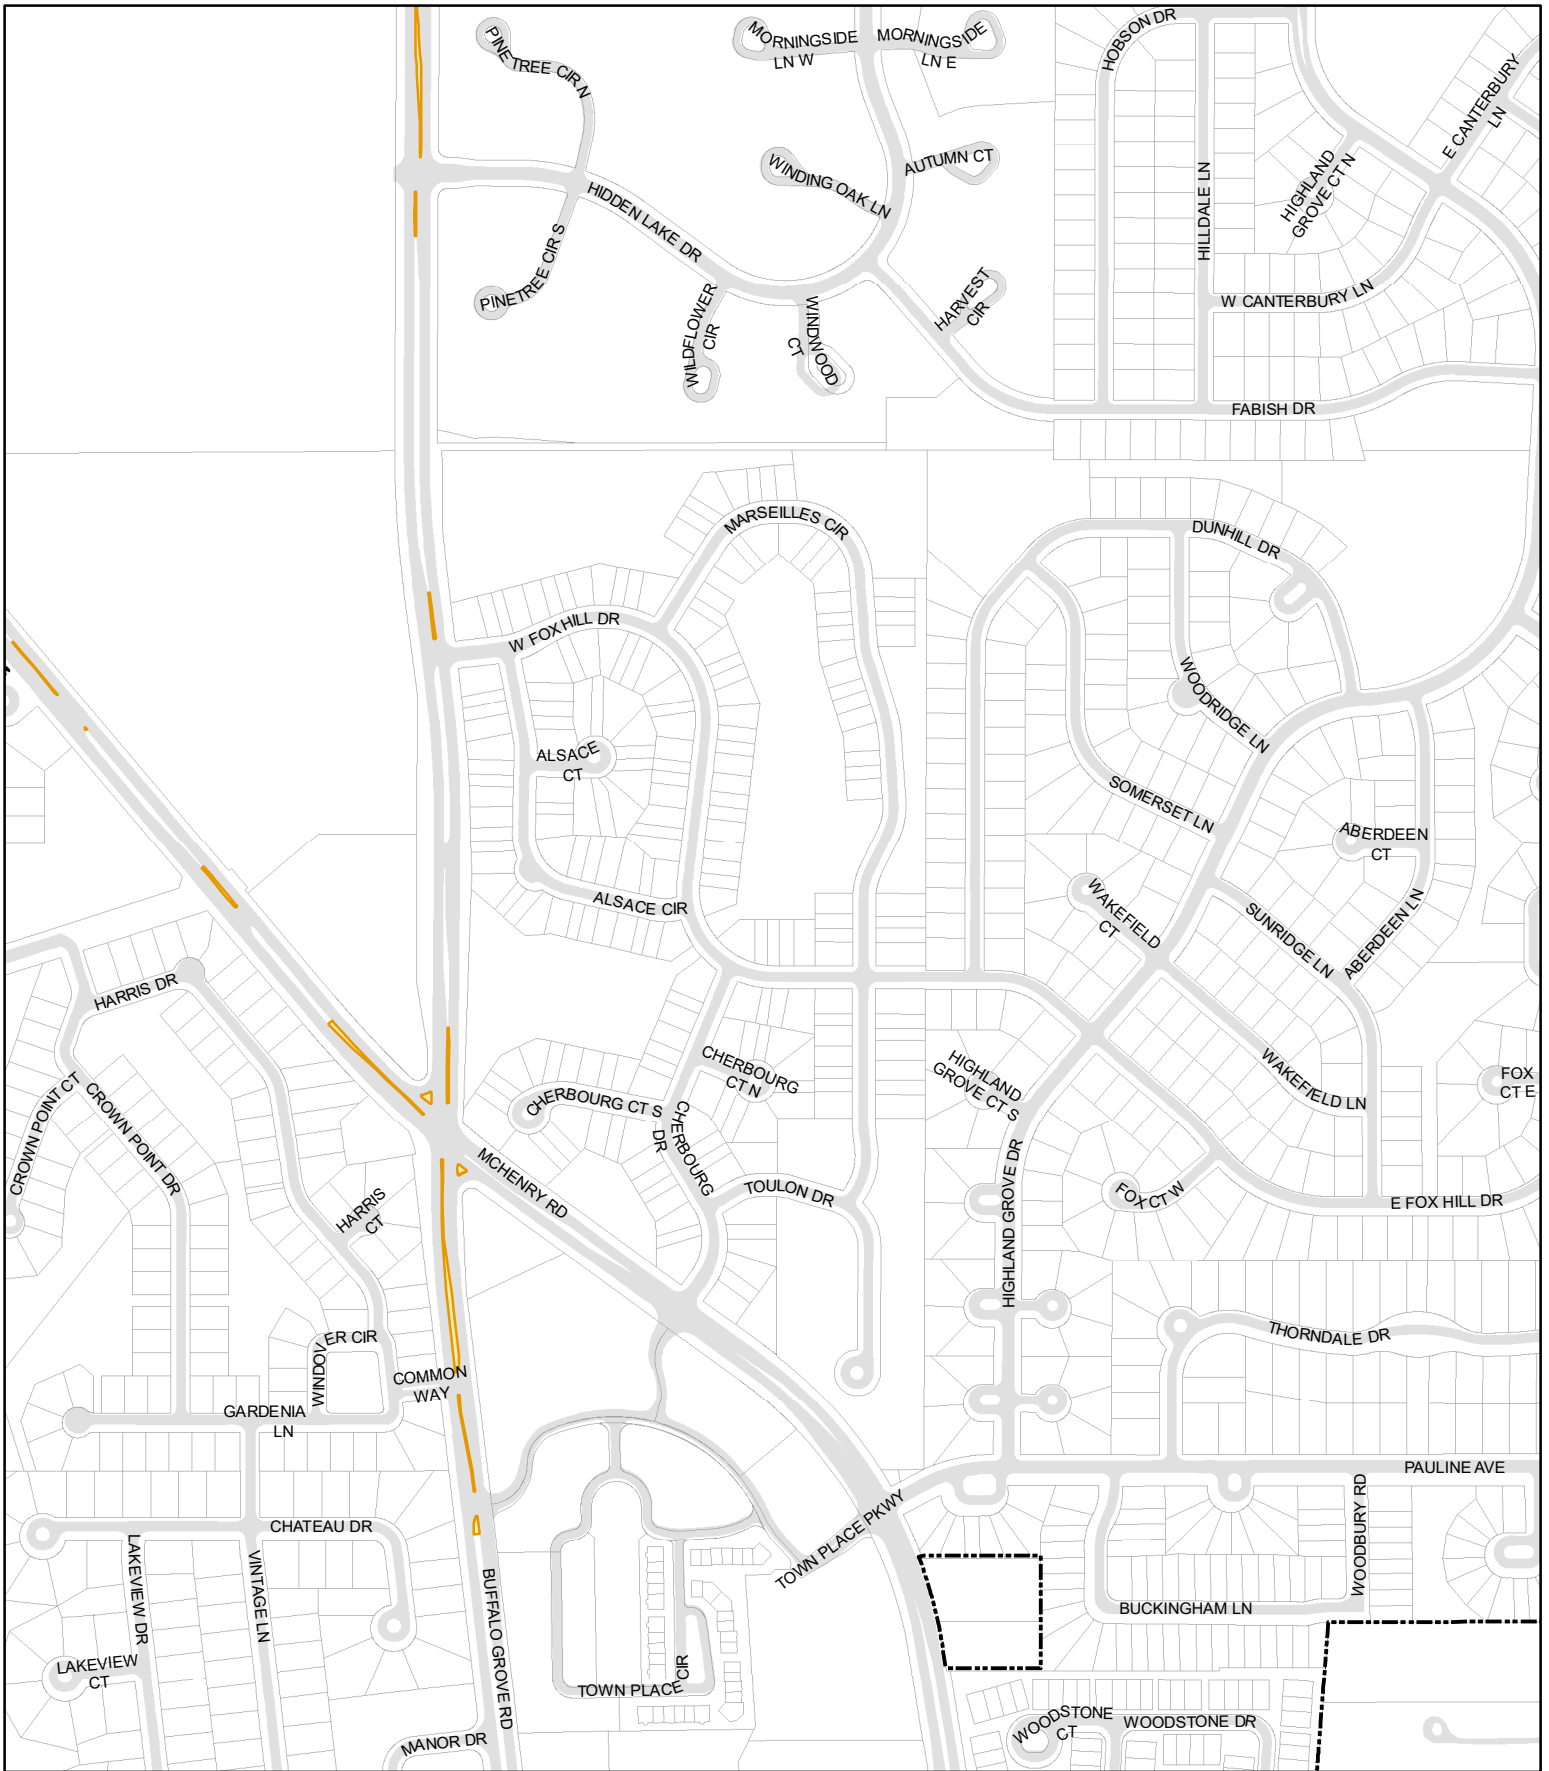 PINETREE CIR N
MORNINGSIDE
LN W
MORNINGSIDE
LN E
HOBSON DR
E CANTERBURY
LN
AUTUMN CT
WINDING OAK LN
HILLDALE LN
HIGHLAND
GROVE CT N
HIDDEN LAKE DR
PINETREE CIR S
WILDFLOWER
CIR
WINDWOOD
CT
HARVEST
CIR
W CANTERBURY LN
FABISH DR
MARSEILLES CIR
DUNHILL DR
W FOX HILL DR
WOODRIDGE LN
ALSACE
CT
SOMERSET LN
ABERDEEN
CT
ALSACE CIR
WAKEFIELD
CT
SUNRIDGE LN
ABERDEEN LN
HARRIS DR
CROWN POINT CT
CROWN POINT DR
CHERBOURG
CT N
CHERBOURG CT S
CHERBOURG
DR
HIGHLAND
GROVE CT S
WAKEFIELD LN
FOX
CT E
MCHENRY RD
TOULON DR
HARRIS
CT
HIGHLAND GROVE DR
FOX CT W
E FOX HILL DR
WINDOVER CIR
COMMON
WAY
GARDENIA
LN
THORNDALE DR
PAULINE AVE
CHATEAU DR
LAKEVIEW DR
VINTAGE LN
BUFFALO GROVE RD
TOWN PLACE PKWY
WOODBURY RD
BUCKINGHAM LN
LAKEVIEW
CT
TOWN PLACE CIR
MANOR DR
WOODSTONE
CT
WOODSTONE DR